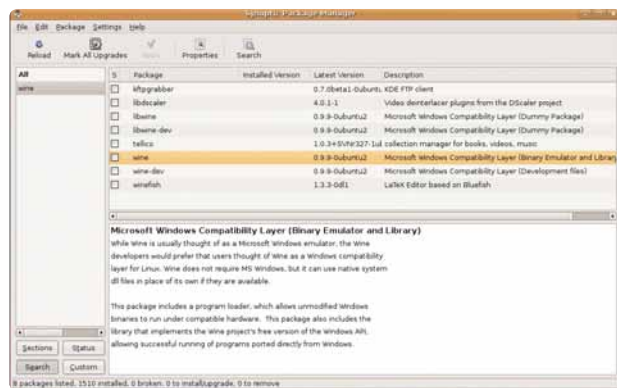 Synaptic Package Manager
File Edit Package Settings Help
Reload Mark All Upgrades Apply Properties Search
All
wine
S Package Installed Version Latest Version Description
kftpgrabber 0.7.0beta1-0ubuntu KDE FTP client
libdscaler 4.0.1-1 Video deinterlacer plugins from the DScaler project
libwine 0.9.9-0ubuntu2 Microsoft Windows Compatibility Layer (Dummy Package)
libwine-dev 0.9.9-0ubuntu2 Microsoft Windows Compatibility Layer (Dummy Package)
tellico collection manager for books, videos, music
wine 0.9.9-0ubuntu2 Microsoft Windows Compatibility Layer (Binary Emulator and Library
wine-dev 0.9.9-0ubuntu2 Microsoft Windows Compatibility Layer (Development files)
winefish LaTeX Editor based on Bluefish
Microsoft Windows Compatibility Layer (Binary Emulator and Library)
While Wine is usually thought of as a Microsoft Windows emulator, the Wine
developers would prefer that users thought of Wine as a Windows compatibility
layer for Linux. Wine does not require MS Windows, but it can use native system
dll files in place of its own if they are available.
This package includes a program loader, which allows unmodified Windows
binaries to run under compatible hardware. This package also includes the
library that implements the Wine project's free version of the Windows API,
allowing successful running of programs ported directly from Windows.
Sections Status
Search Custom
packages listed, 1510 installed, 0 broken. 0 to install/upgrade, 0 to remove